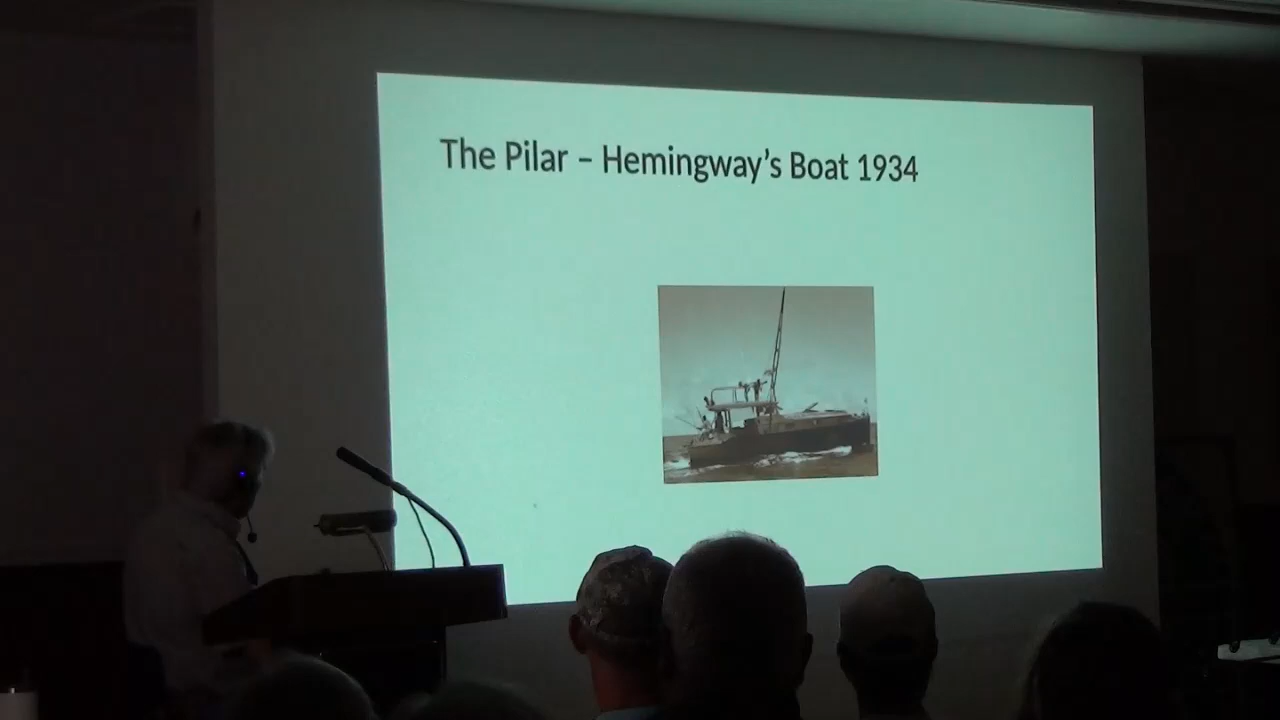 The Pilar – Hemingway’s Boat 1934